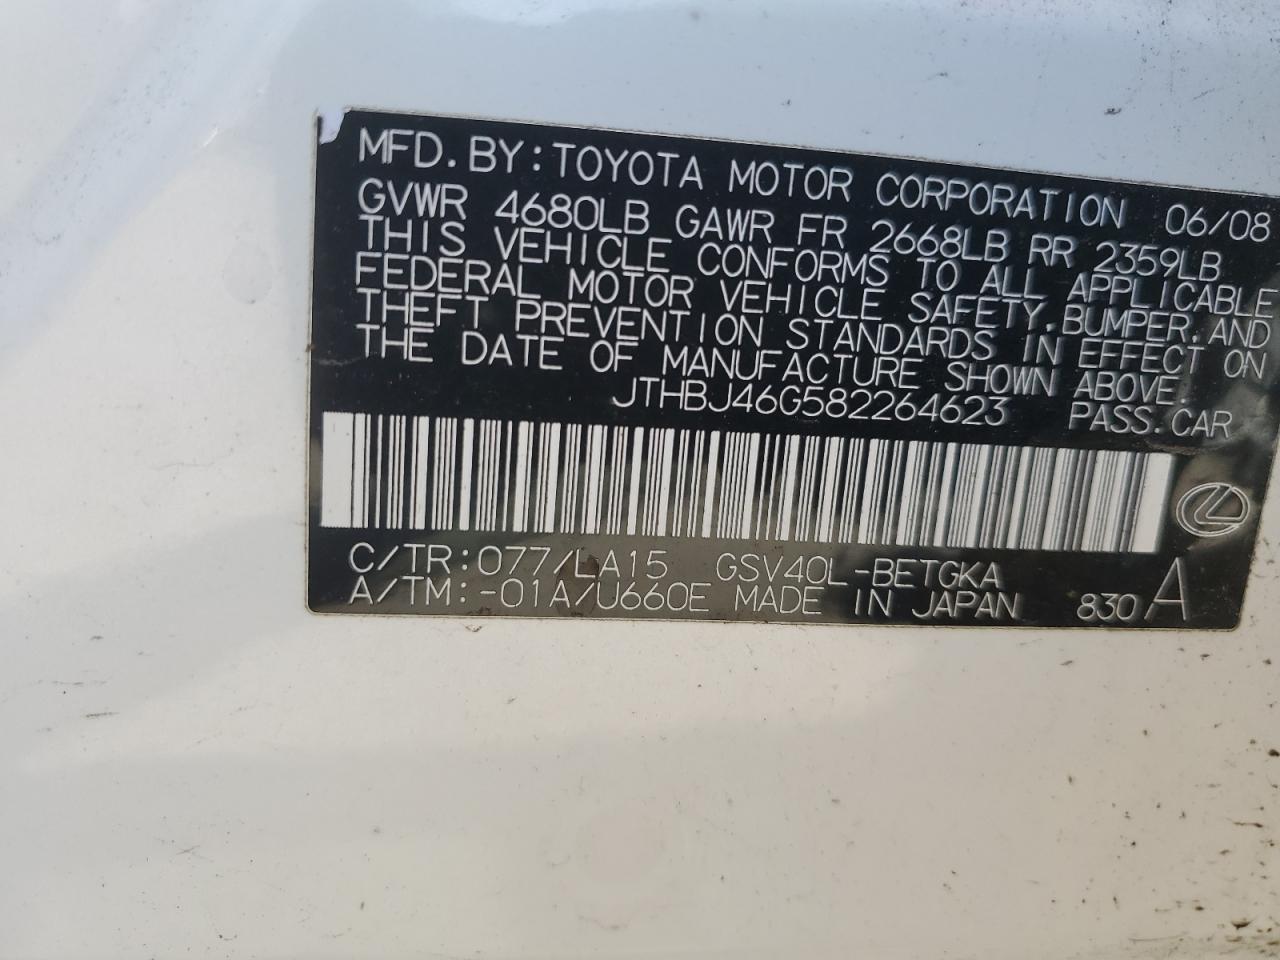 MFD. BY: TOYOTA MOTOR CORPORATION 06/08
GVWR 4680LB GAWR FR 2668LB RR 2359LB
THIS VEHICLE CONFORMS TO ALL APPLICABLE
FEDERAL MOTOR VEHICLE SAFETY, BUMPER, AND
THEFT PREVENTION STANDARDS IN EFFECT ON
THE DATE OF MANUFACTURE SHOWN ABOVE.
JTHBJ46G582264623 PASS. CAR
C/TR: 077/LA15 GSV40L-BETGKA
A/TM: -01A/U660E MADE IN JAPAN 830 A